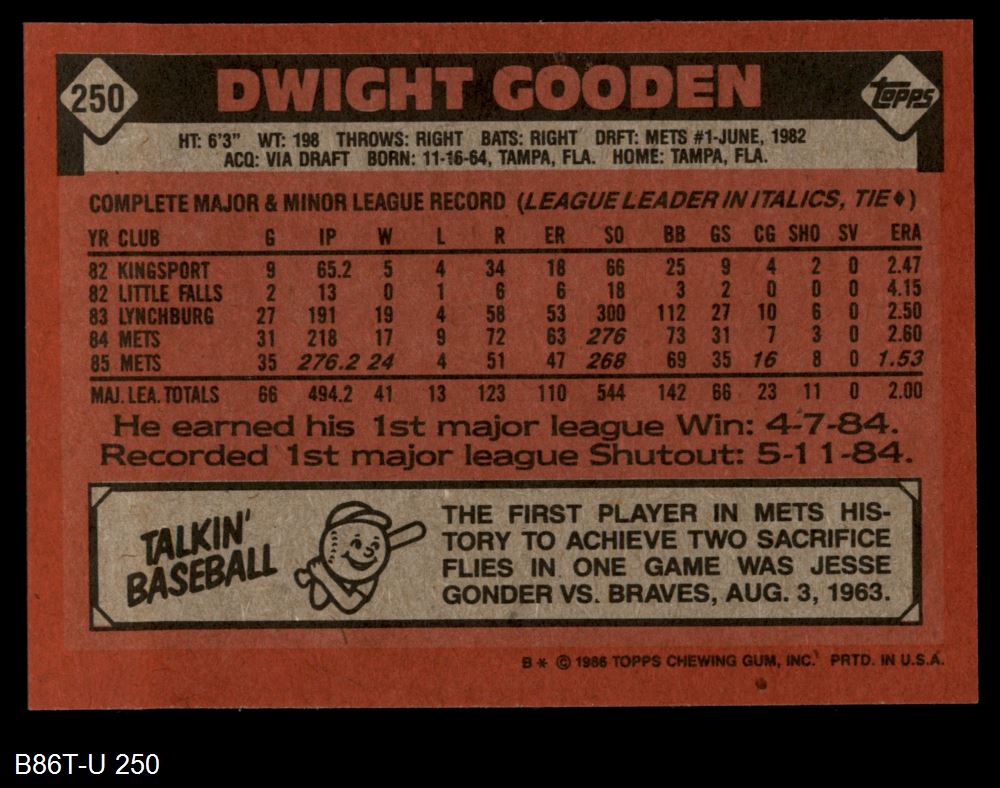 250 DWIGHT GOODEN Topps
HT: 6'3" WT: 198 THROWS: RIGHT BATS: RIGHT DRFT: METS #1-JUNE, 1982
ACQ: VIA DRAFT BORN: 11-16-64, TAMPA, FLA. HOME: TAMPA, FLA.
COMPLETE MAJOR & MINOR LEAGUE RECORD (LEAGUE LEADER IN ITALICS, TIE♦)
YR CLUB G IP W L R ER SO BB GS CG SHO SV ERA
82 KINGSPORT 9 65.2 5 4 34 18 66 25 9 4 2 0 2.47
82 LITTLE FALLS 2 13 0 1 6 6 18 3 2 0 0 0 4.15
83 LYNCHBURG 27 191 19 4 58 53 300 112 27 10 6 0 2.50
84 METS 31 218 17 9 72 63 276 73 31 7 3 0 2.60
85 METS 35 276.2 24 4 51 47 268 69 35 16 8 0 1.53
MAJ. LEA. TOTALS 66 494.2 41 13 123 110 544 142 66 23 11 0 2.00
He earned his 1st major league Win: 4-7-84.
Recorded 1st major league Shutout: 5-11-84.
TALKIN'
BASEBALL
THE FIRST PLAYER IN METS HIS-
TORY TO ACHIEVE TWO SACRIFICE
FLIES IN ONE GAME WAS JESSE
GONDER VS. BRAVES, AUG. 3, 1963.
B* © 1986 TOPPS CHEWING GUM, INC. PRTD. IN U.S.A.
B86T-U 250